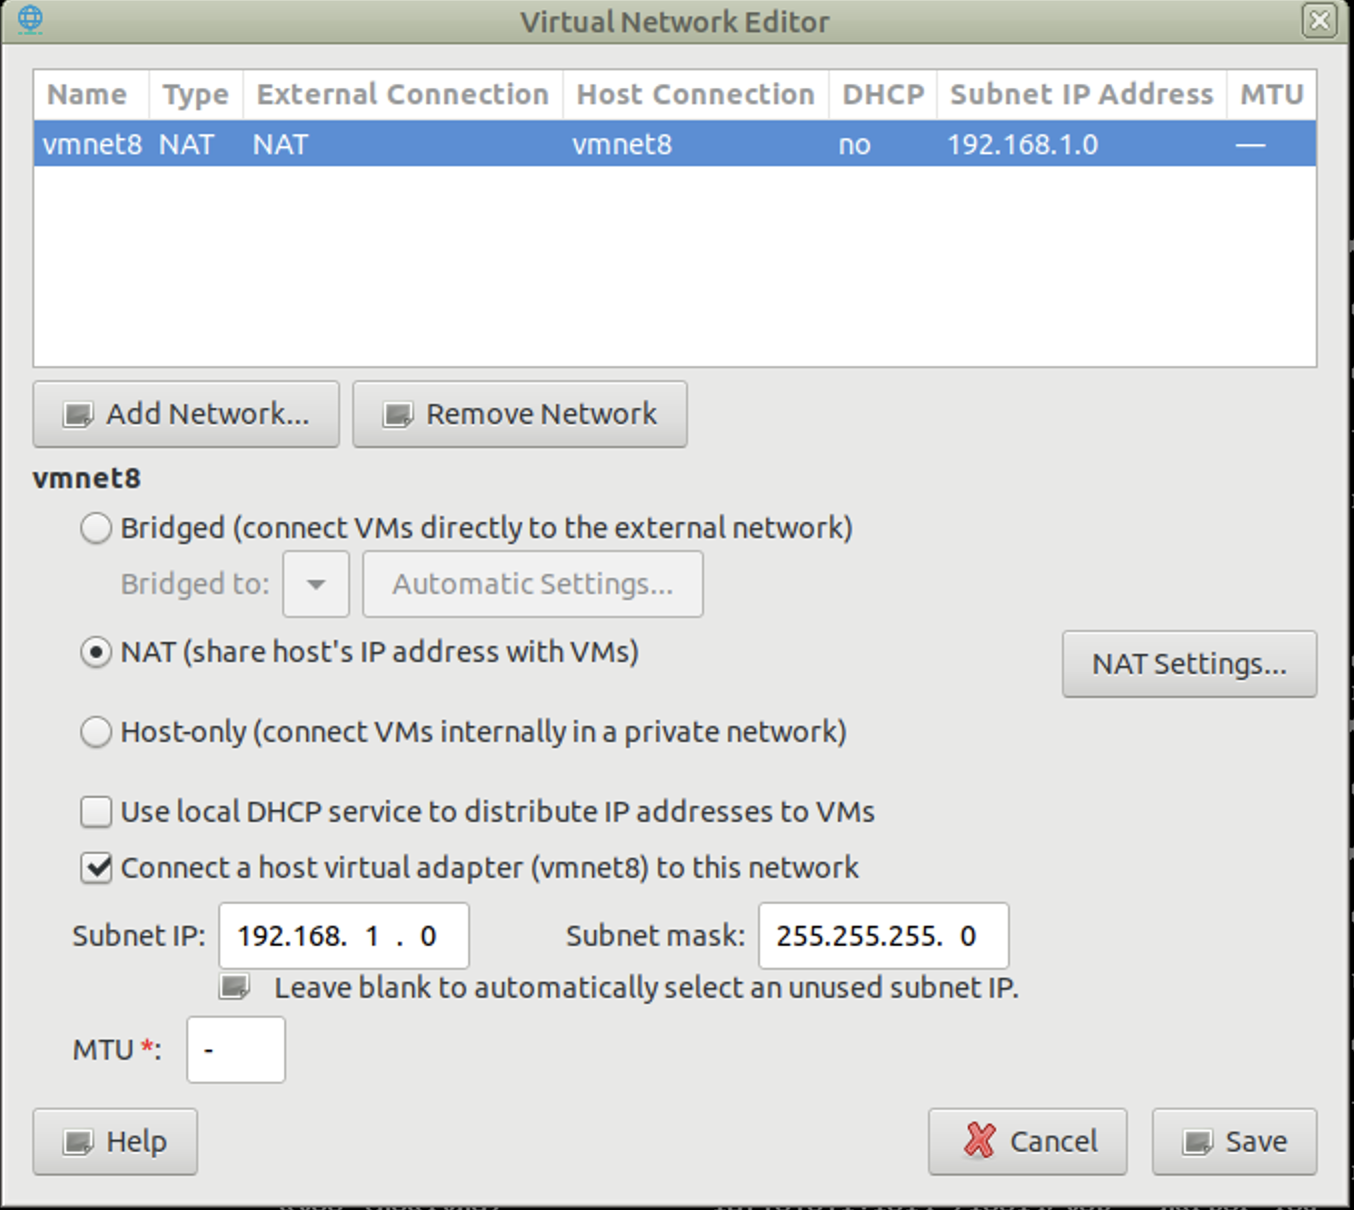 Virtual Network Editor
Name Type External Connection Host Connection DHCP Subnet IP Address MTU
vmnet8 NAT NAT vmnet8 no 192.168.1.0 —
Add Network... Remove Network
vmnet8
Bridged (connect VMs directly to the external network)
Bridged to: Automatic Settings...
NAT (share host's IP address with VMs)
NAT Settings...
Host-only (connect VMs internally in a private network)
Use local DHCP service to distribute IP addresses to VMs
Connect a host virtual adapter (vmnet8) to this network
Subnet IP: 192.168. 1 . 0 Subnet mask: 255.255.255. 0
Leave blank to automatically select an unused subnet IP.
MTU *: -
Help Cancel Save